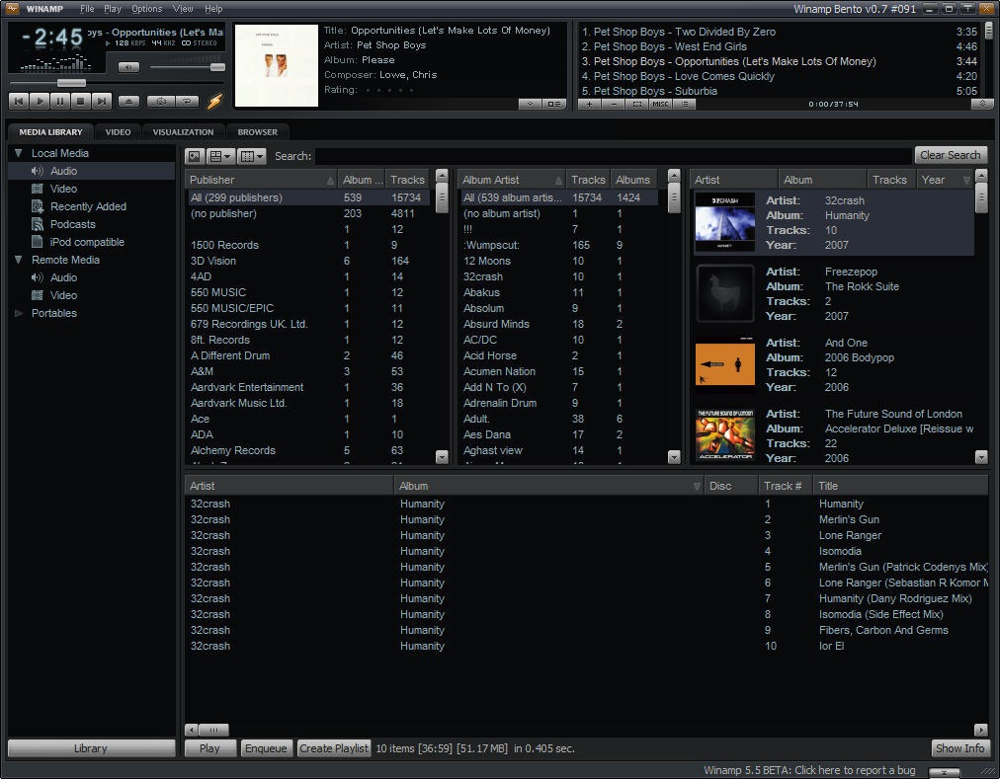 WINAMP File Play Options View Help Winamp Bento v0.7 #091
-2:45 oys - Opportunities (Let's Ma
128 KBPS 44 KHZ STEREO
Title: Opportunities (Let's Make Lots Of Money)
Artist: Pet Shop Boys
Album: Please
Composer: Lowe, Chris
Rating:
1. Pet Shop Boys - Two Divided By Zero 3:35
2. Pet Shop Boys - West End Girls 4:46
3. Pet Shop Boys - Opportunities (Let's Make Lots Of Money) 3:44
4. Pet Shop Boys - Love Comes Quickly 4:20
5. Pet Shop Boys - Suburbia 5:05
MISC 0:00/37:54
MEDIA LIBRARY VIDEO VISUALIZATION BROWSER
Local Media
Audio
Video
Recently Added
Podcasts
iPod compatible
Remote Media
Audio
Video
Portables
Search: Clear Search
Publisher Album ... Tracks
All (299 publishers) 539 15734
(no publisher) 203 4811
1 12
1500 Records 1 9
3D Vision 6 164
4AD 1 14
550 MUSIC 1 12
550 MUSIC/EPIC 1 11
679 Recordings UK. Ltd. 1 12
8ft. Records 1 12
A Different Drum 2 46
A&M 3 53
Aardvark Entertainment 1 36
Aardvark Music Ltd. 1 18
Ace 1 1
ADA 1 10
Alchemy Records 5 63
Album Artist Tracks Albums
All (539 album artis... 15734 1424
(no album artist) 1 1
!!! 7 1
:Wumpscut: 165 9
12 Moons 10 1
32crash 10 1
Abakus 11 1
Absolum 9 1
Absurd Minds 18 2
AC/DC 10 1
Acid Horse 2 1
Acumen Nation 15 1
Add N To (X) 7 1
Adrenalin Drum 9 1
Adult. 38 6
Aes Dana 17 2
Aghast view 14 1
Artist Album Tracks Year
32CRASH
Artist: 32crash
Album: Humanity
Tracks: 10
Year: 2007
Artist: Freezepop
Album: The Rokk Suite
Tracks: 2
Year: 2007
Artist: And One
Album: 2006 Bodypop
Tracks: 12
Year: 2006
THE FUTURE SOUND OF LONDON
ACCELERATOR
Artist: The Future Sound of London
Album: Accelerator Deluxe [Reissue w
Tracks: 22
Year: 2006
Artist Album Disc Track # Title
32crash Humanity 1 Humanity
32crash Humanity 2 Merlin's Gun
32crash Humanity 3 Lone Ranger
32crash Humanity 4 Isomodia
32crash Humanity 5 Merlin's Gun (Patrick Codenys Mix)
32crash Humanity 6 Lone Ranger (Sebastian R Komor M
32crash Humanity 7 Humanity (Dany Rodriguez Mix)
32crash Humanity 8 Isomodia (Side Effect Mix)
32crash Humanity 9 Fibers, Carbon And Germs
32crash Humanity 10 Ior El
Library Play Enqueue Create Playlist 10 items [36:59] [51.17 MB] in 0.405 sec. Show Info
Winamp 5.5 BETA: Click here to report a bug